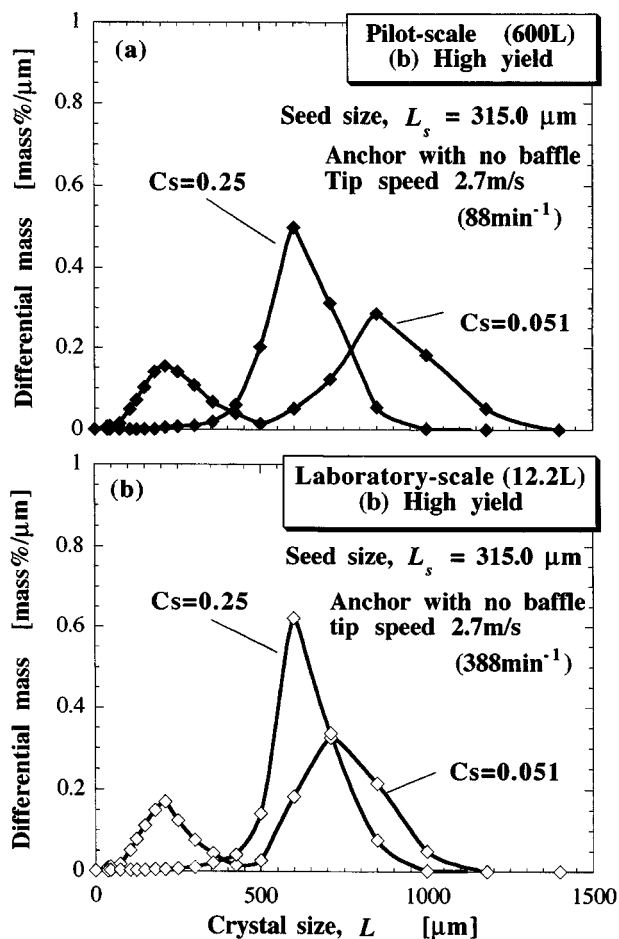 (a)
Pilot-scale (600L)
(b) High yield
Seed size, Ls = 315.0 μm
Anchor with no baffle
Tip speed 2.7m/s
(88min-1)
Cs=0.25
Cs=0.051
Differential mass [mass%/μm]
1
0.8
0.6
0.4
0.2
0
(b)
Laboratory-scale (12.2L)
(b) High yield
Seed size, Ls = 315.0 μm
Anchor with no baffle
tip speed 2.7m/s
(388min-1)
Cs=0.25
Cs=0.051
Differential mass [mass%/μm]
1
0.8
0.6
0.4
0.2
0
0 500 1000 1500
Crystal size, L [μm]